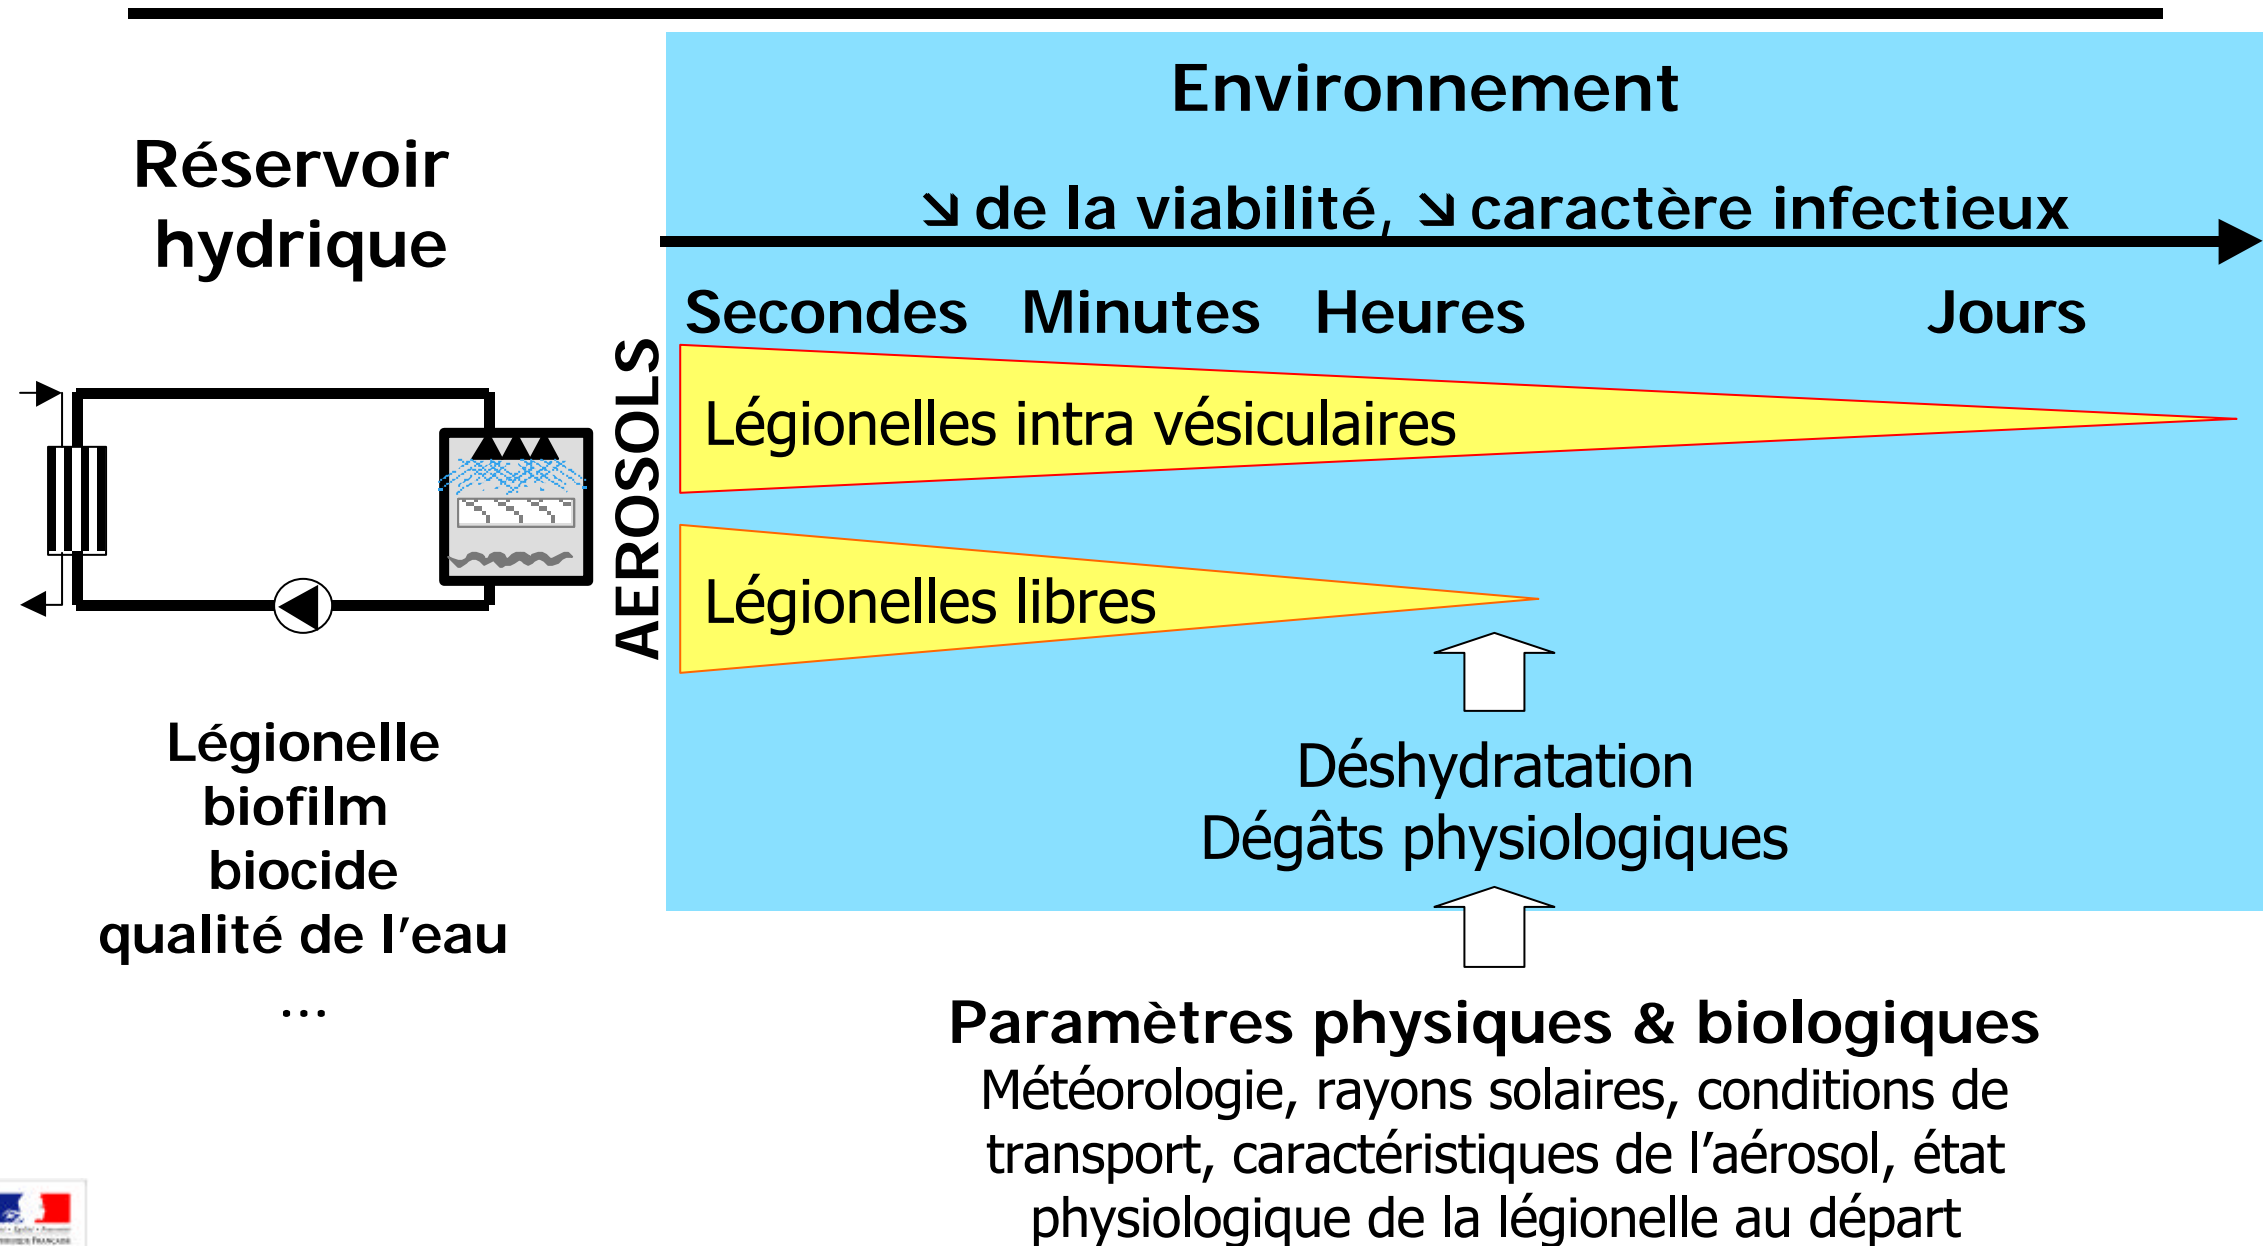 Réservoir
hydrique
Environnement
↘ de la viabilité, ↘ caractère infectieux
Secondes Minutes Heures Jours
AEROSOLS
Légionelles intra vésiculaires
Légionelles libres
Déshydratation
Dégâts physiologiques
Légionelle
biofilm
biocide
qualité de l’eau
…
Paramètres physiques & biologiques
Météorologie, rayons solaires, conditions de
transport, caractéristiques de l’aérosol, état
physiologique de la légionelle au départ